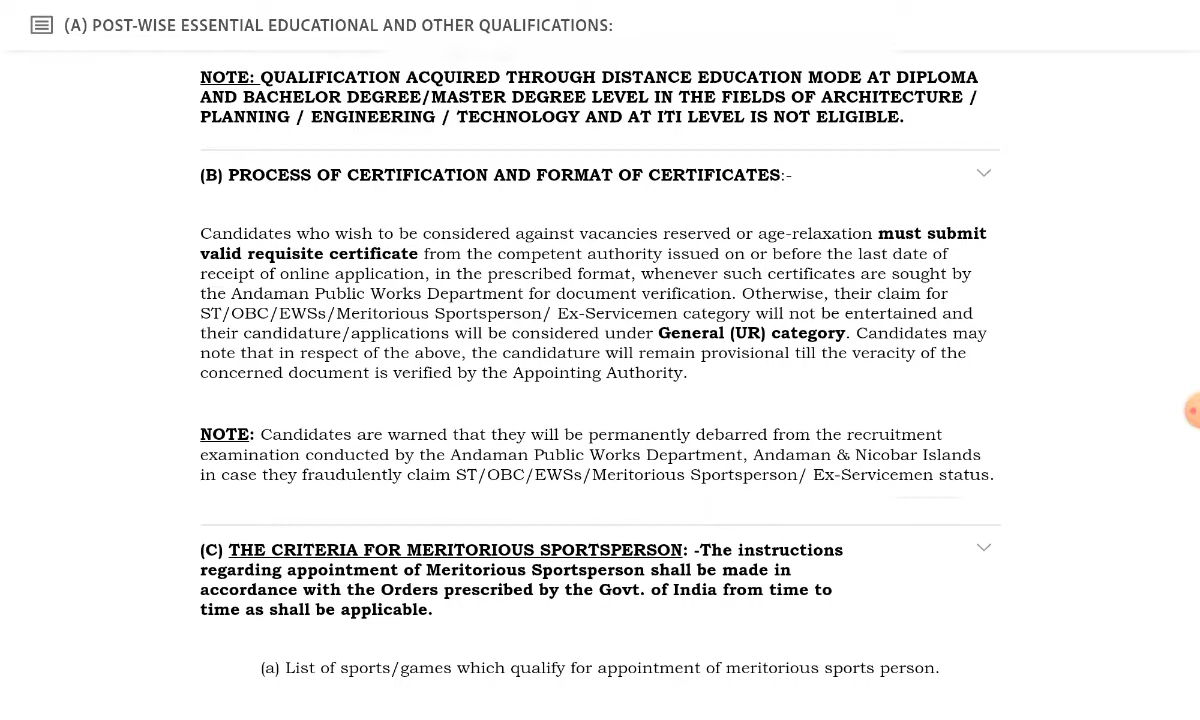 (A) POST-WISE ESSENTIAL EDUCATIONAL AND OTHER QUALIFICATIONS:
NOTE: QUALIFICATION ACQUIRED THROUGH DISTANCE EDUCATION MODE AT DIPLOMA
AND BACHELOR DEGREE/MASTER DEGREE LEVEL IN THE FIELDS OF ARCHITECTURE /
PLANNING / ENGINEERING / TECHNOLOGY AND AT ITI LEVEL IS NOT ELIGIBLE.
(B) PROCESS OF CERTIFICATION AND FORMAT OF CERTIFICATES:-
Candidates who wish to be considered against vacancies reserved or age-relaxation must submit
valid requisite certificate from the competent authority issued on or before the last date of
receipt of online application, in the prescribed format, whenever such certificates are sought by
the Andaman Public Works Department for document verification. Otherwise, their claim for
ST/OBC/EWSs/Meritorious Sportsperson/ Ex-Servicemen category will not be entertained and
their candidature/applications will be considered under General (UR) category. Candidates may
note that in respect of the above, the candidature will remain provisional till the veracity of the
concerned document is verified by the Appointing Authority.
NOTE: Candidates are warned that they will be permanently debarred from the recruitment
examination conducted by the Andaman Public Works Department, Andaman & Nicobar Islands
in case they fraudulently claim ST/OBC/EWSs/Meritorious Sportsperson/ Ex-Servicemen status.
(C) THE CRITERIA FOR MERITORIOUS SPORTSPERSON: -The instructions
regarding appointment of Meritorious Sportsperson shall be made in
accordance with the Orders prescribed by the Govt. of India from time to
time as shall be applicable.
(a) List of sports/games which qualify for appointment of meritorious sports person.